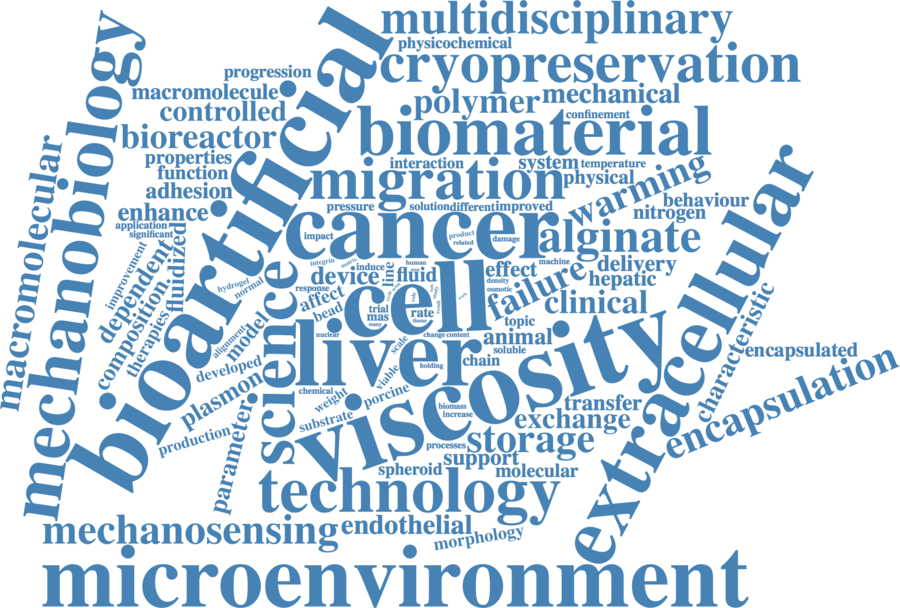 multidisciplinary
physicochemical
cryopreservation
progression
macromolecule
controlled
polymer
mechanical
confinement
bioreactor
biomaterial
mechanobiology
bioartificial
properties
function
adhesion
enhance
interaction
system
temperature
migration
physical
warming
pressure
solution
different
improved
behaviour
nitrogen
macromolecular
application
significant
cancer
impact
product
related
damage
alginate
extracellular
improvement
dependent
composition
therapies
fluidized
hydrogel
normal
integrin
matrix
human
device
induce
line
fluid
effect
machine
density
osmotic
delivery
hepatic
failure
clinical
response
affect
bead
cell
trial
mas
many
rate
tissue
role
topic
science
model
alignment
developed
nuclear
liver
scale
change
content
animal
soluble
chain
holding
viable
viscosity
characteristic
encapsulated
encapsulation
plasmon
production
parameter
chemical
weight
substrate
porcine
biomass
increase
transfer
exchange
processes
storage
support
spheroid
molecular
technology
mechanosensing
endothelial
morphology
microenvironment